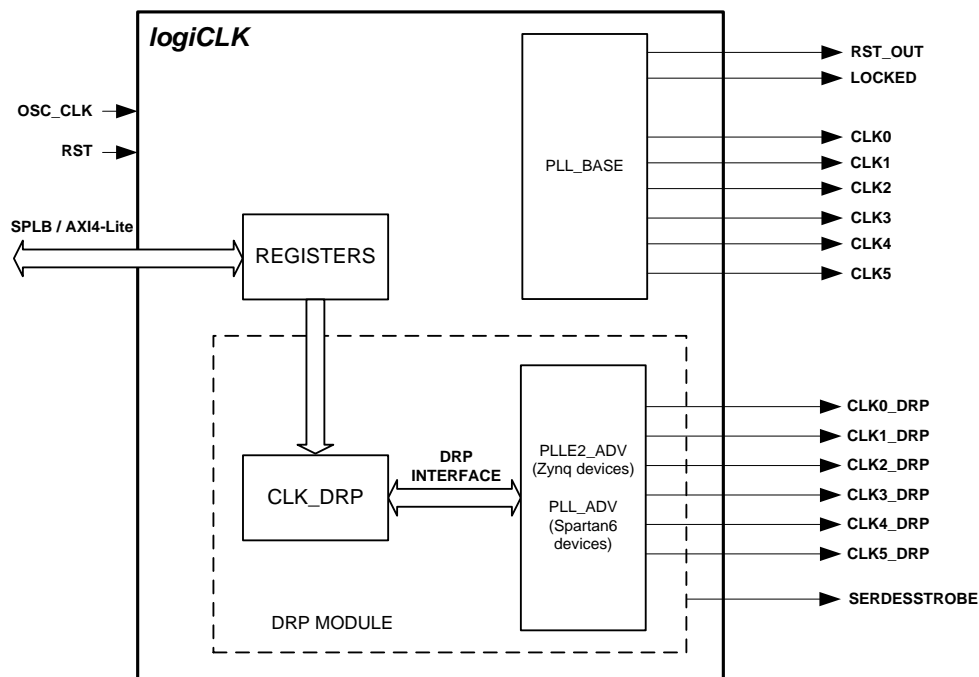 logiCLK
OSC_CLK
RST
SPLB / AXI4-Lite
REGISTERS
PLL_BASE
RST_OUT
LOCKED
CLK0
CLK1
CLK2
CLK3
CLK4
CLK5
CLK_DRP
DRP
INTERFACE
PLLE2_ADV
(Zynq devices)
PLL_ADV
(Spartan6
devices)
DRP MODULE
CLK0_DRP
CLK1_DRP
CLK2_DRP
CLK3_DRP
CLK4_DRP
CLK5_DRP
SERDESSTROBE